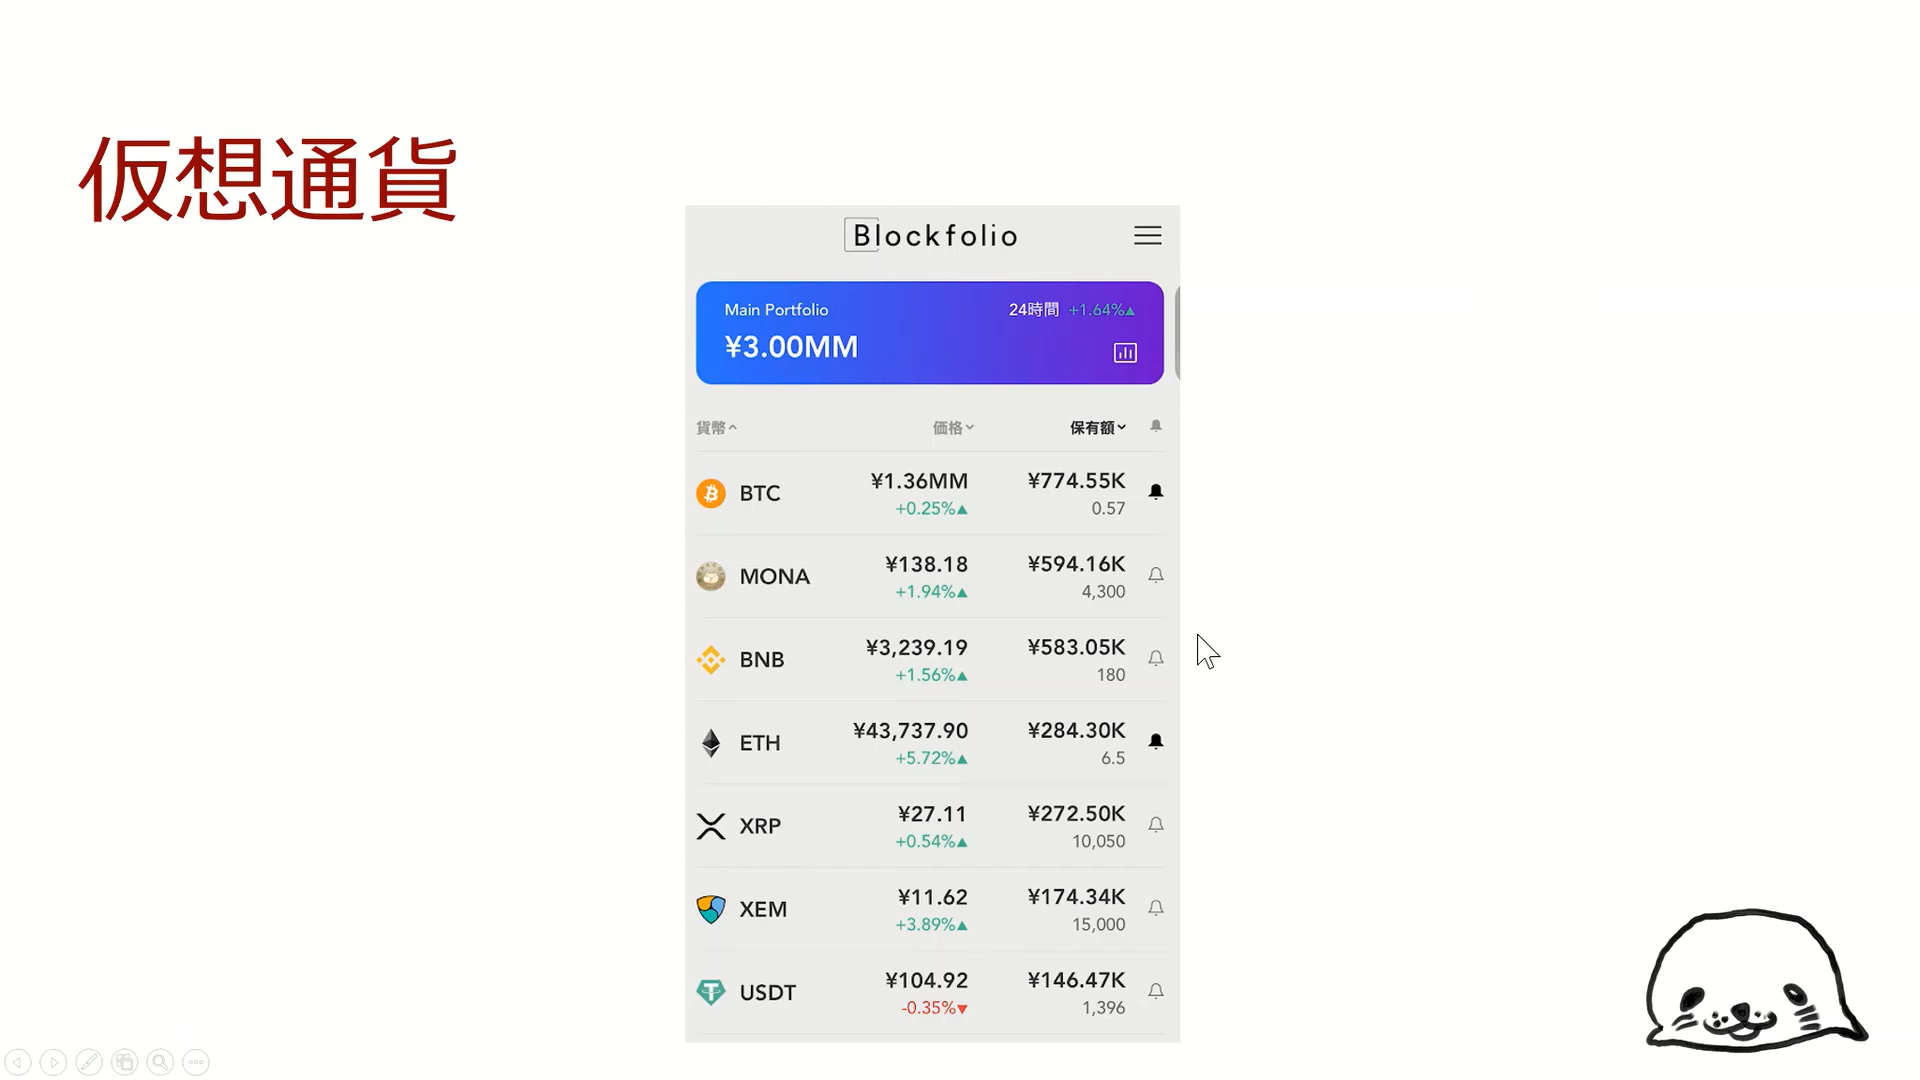 仮想通貨
Blockfolio
Main Portfolio 24時間 +1.64%▲
¥3.00MM
貨幣 価格 保有額
BTC ¥1.36MM ¥774.55K
+0.25%▲ 0.57
MONA ¥138.18 ¥594.16K
+1.94%▲ 4,300
BNB ¥3,239.19 ¥583.05K
+1.56%▲ 180
ETH ¥43,737.90 ¥284.30K
+5.72%▲ 6.5
XRP ¥27.11 ¥272.50K
+0.54%▲ 10,050
XEM ¥11.62 ¥174.34K
+3.89%▲ 15,000
USDT ¥104.92 ¥146.47K
-0.35%▼ 1,396